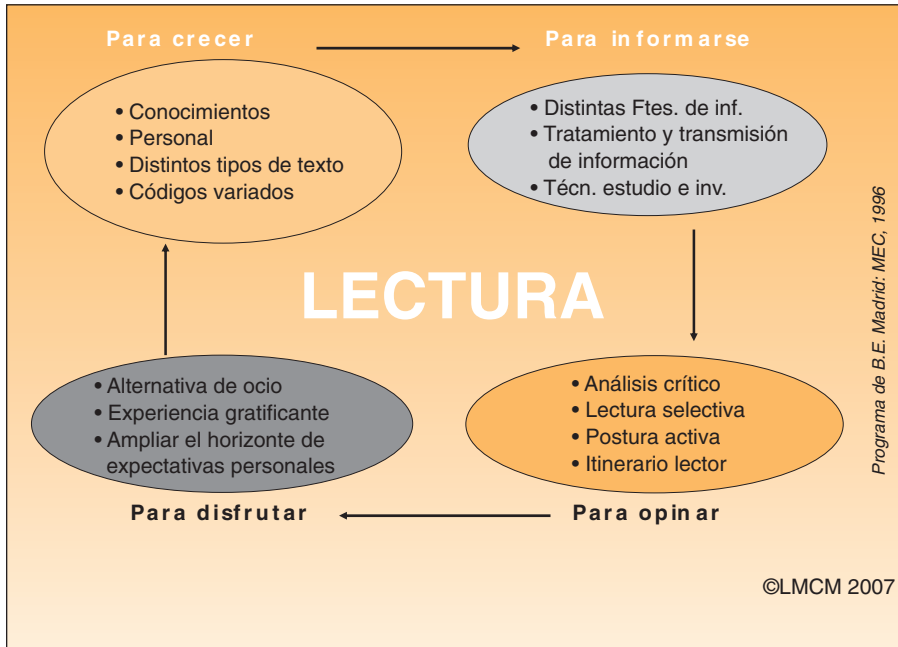 Para crecer
• Conocimientos
• Personal
• Distintos tipos de texto
• Códigos variados
Para informarse
• Distintas Ftes. de inf.
• Tratamiento y transmisión
de información
• Técn. estudio e inv.
LECTURA
• Alternativa de ocio
• Experiencia gratificante
• Ampliar el horizonte de
expectativas personales
Para disfrutar
• Análisis crítico
• Lectura selectiva
• Postura activa
• Itinerario lector
Para opinar
Programa de B.E. Madrid: MEC, 1996
©LMCM 2007